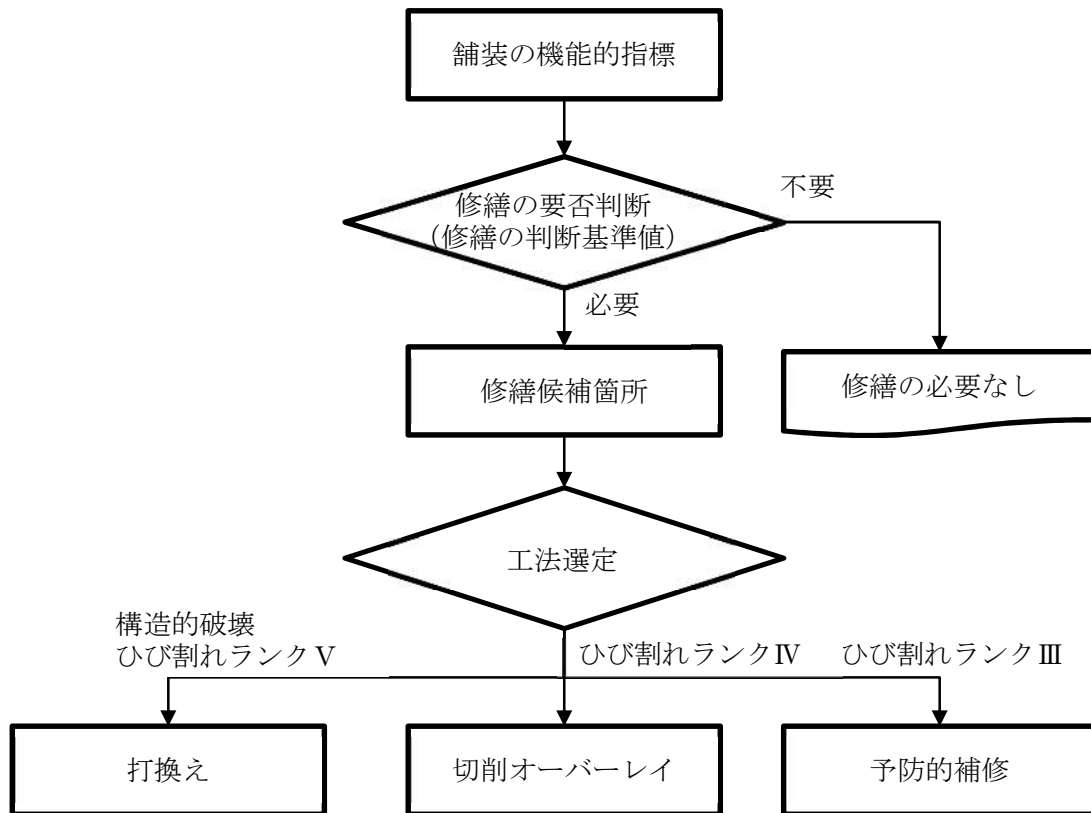 舗装の機能的指標
修繕の要否判断
（修繕の判断基準値）
不要
必要
修繕候補箇所
修繕の必要なし
工法選定
構造的破壊
ひび割れランクⅤ
ひび割れランクⅣ
ひび割れランクⅢ
打換え
切削オーバーレイ
予防的補修